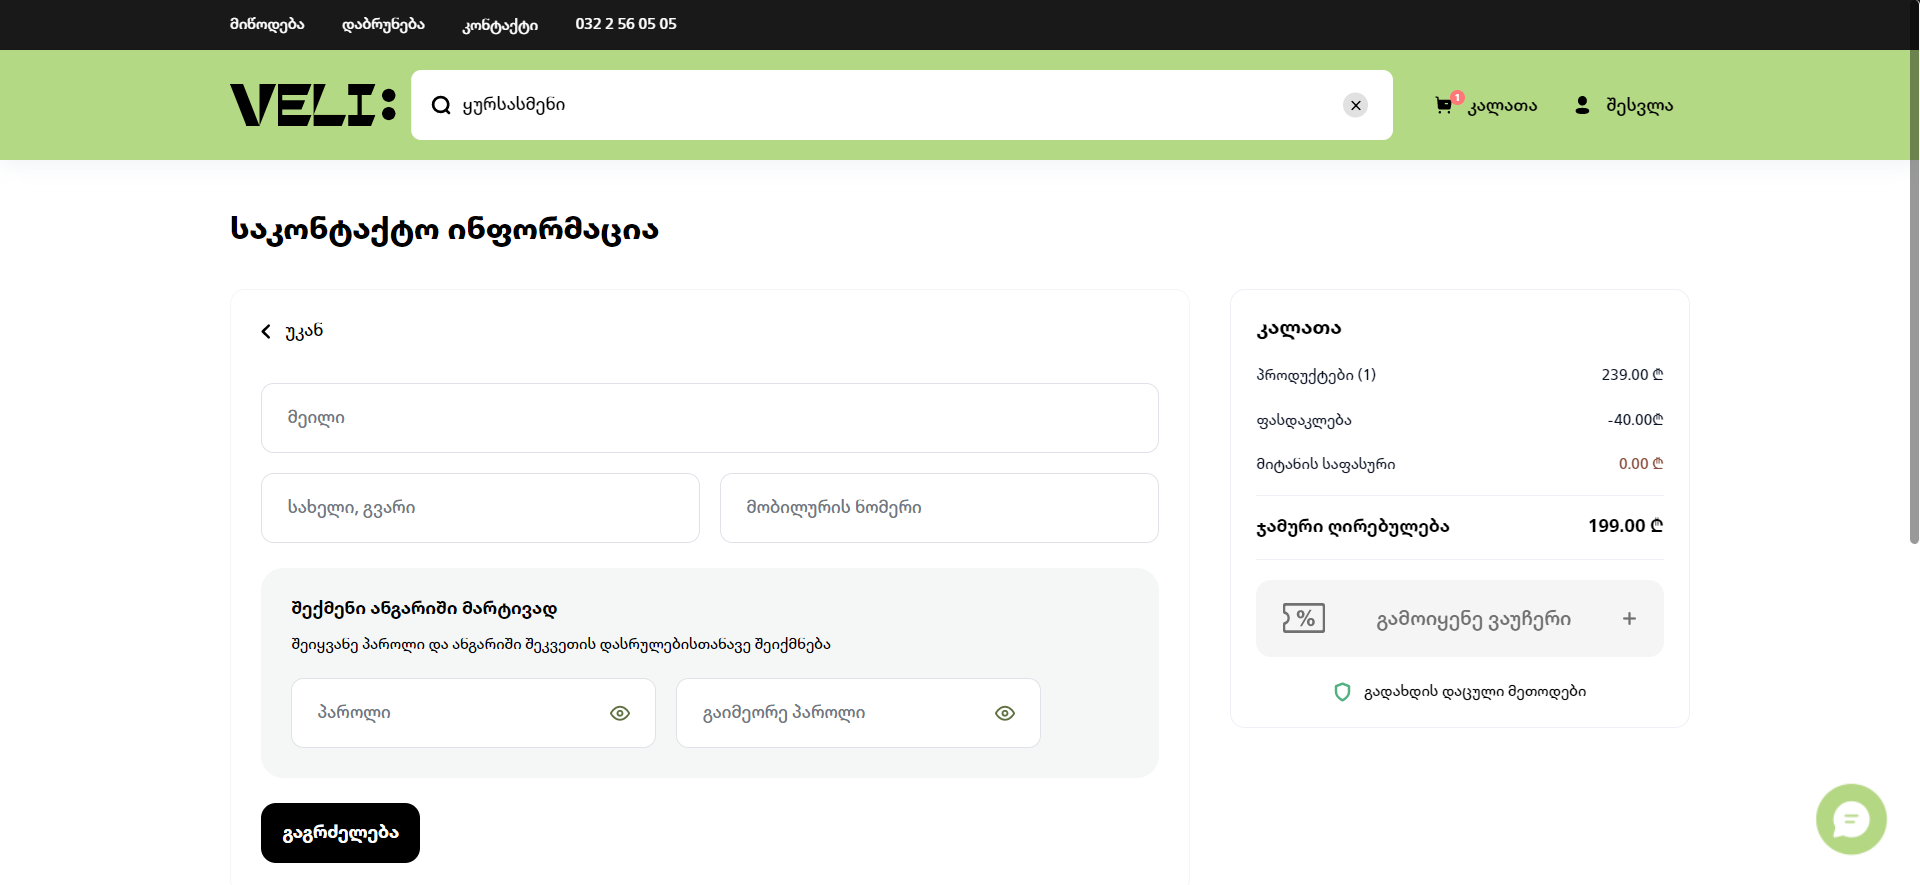 მიწოდება დაბრუნება კონტაქტი 032 2 56 05 05
VELI:
ყურსასმენი
1
კალათა
შესვლა
საკონტაქტო ინფორმაცია
უკან
მეილი
სახელი, გვარი
მობილურის ნომერი
შექმენი ანგარიში მარტივად
შეიყვანე პაროლი და ანგარიში შეკვეთის დასრულებისთანავე შეიქმნება
პაროლი
გაიმეორე პაროლი
გაგრძელება
კალათა
პროდუქტები (1) 239.00 ₾
ფასდაკლება -40.00₾
მიტანის საფასური 0.00 ₾
ჯამური ღირებულება 199.00 ₾
% გამოიყენე ვაუჩერი +
გადახდის დაცული მეთოდები